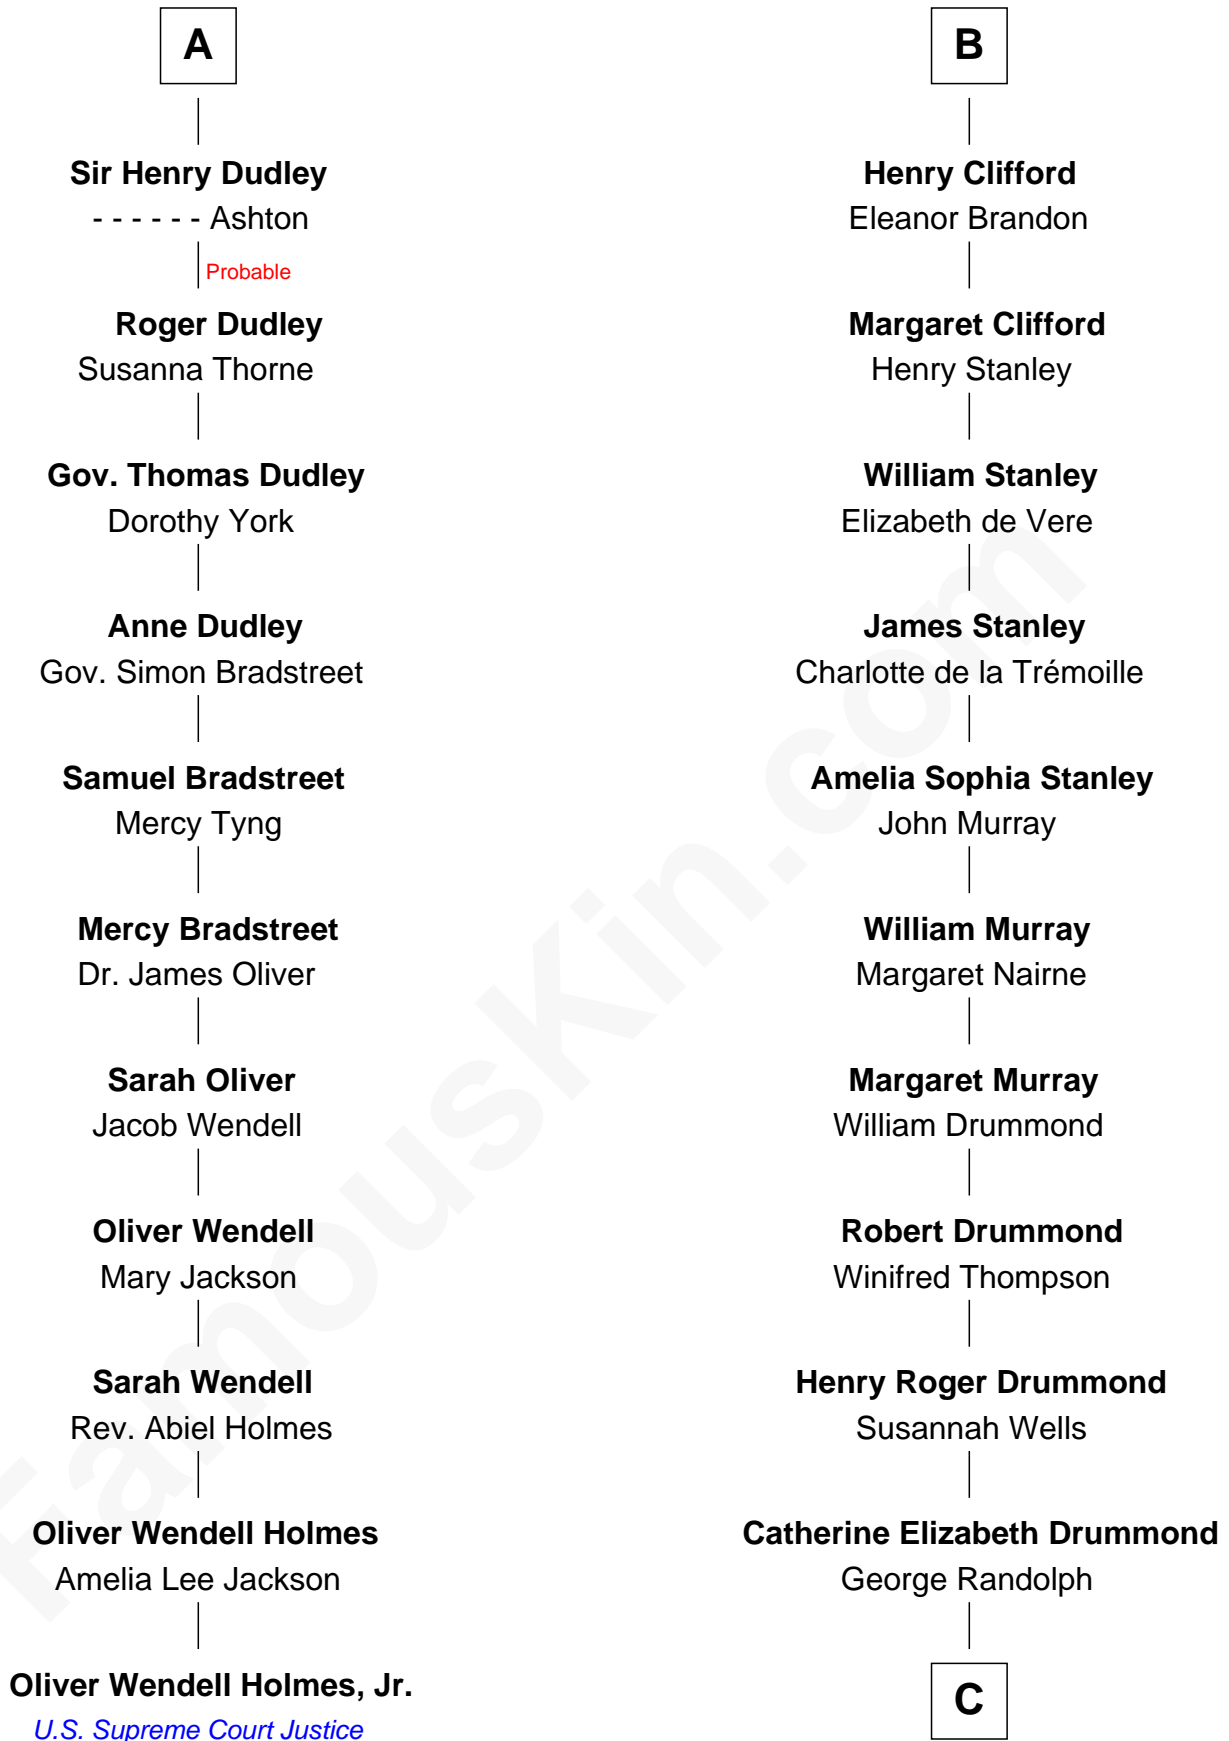 A
Sir Henry Dudley
- - - - - - Ashton
Probable
Roger Dudley
Susanna Thorne
Gov. Thomas Dudley
Dorothy York
Anne Dudley
Gov. Simon Bradstreet
Samuel Bradstreet
Mercy Tyng
Mercy Bradstreet
Dr. James Oliver
Sarah Oliver
Jacob Wendell
Oliver Wendell
Mary Jackson
Sarah Wendell
Rev. Abiel Holmes
Oliver Wendell Holmes
Amelia Lee Jackson
Oliver Wendell Holmes, Jr.
U.S. Supreme Court Justice
B
Henry Clifford
Eleanor Brandon
Margaret Clifford
Henry Stanley
William Stanley
Elizabeth de Vere
James Stanley
Charlotte de la Trémoille
Amelia Sophia Stanley
John Murray
William Murray
Margaret Nairne
Margaret Murray
William Drummond
Robert Drummond
Winifred Thompson
Henry Roger Drummond
Susannah Wells
Catherine Elizabeth Drummond
George Randolph
C
FamousKin.com